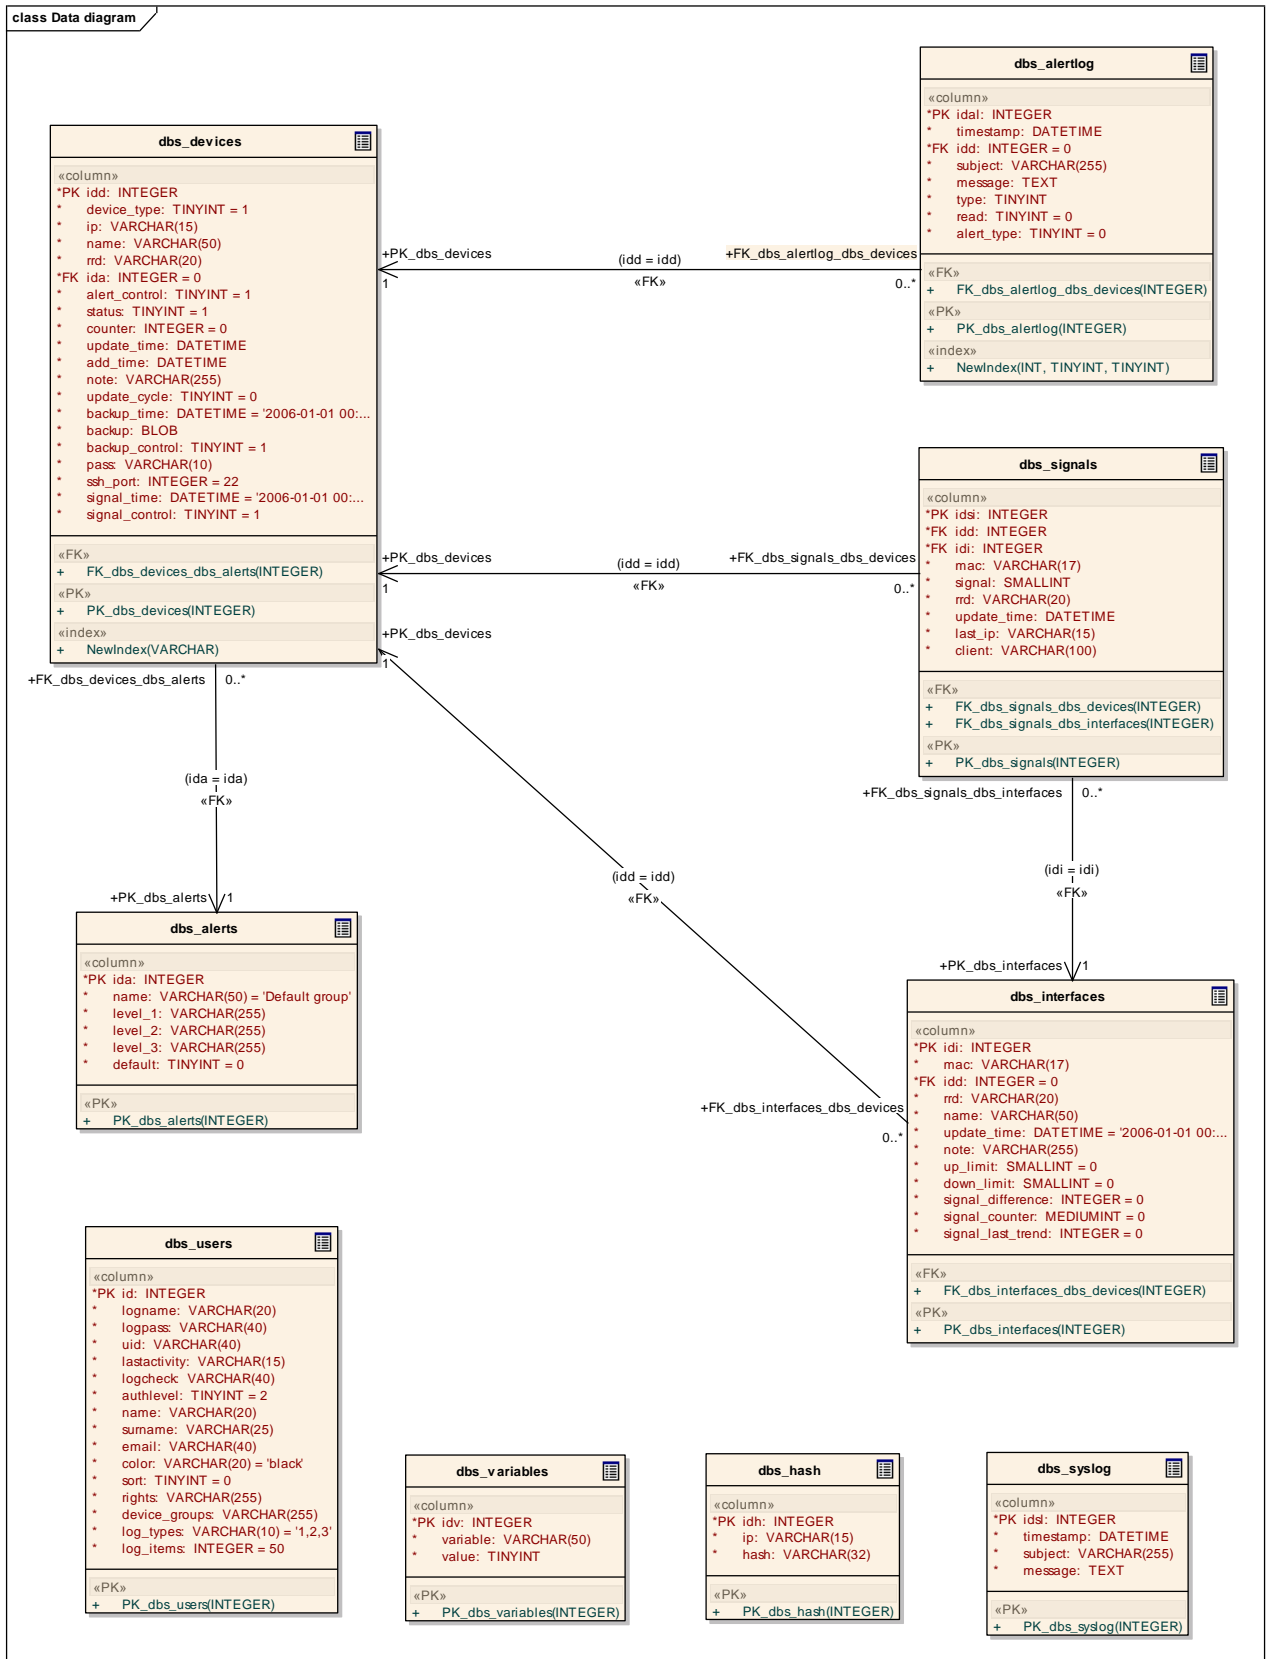 class Data diagram
dbs_alertlog
«column»
*PK idal: INTEGER
* timestamp: DATETIME
*FK idd: INTEGER = 0
* subject: VARCHAR(255)
* message: TEXT
* type: TINYINT
* read: TINYINT = 0
* alert_type: TINYINT = 0
«FK»
+ FK_dbs_alertlog_dbs_devices(INTEGER)
«PK»
+ PK_dbs_alertlog(INTEGER)
«index»
+ NewIndex(INT, TINYINT, TINYINT)
dbs_devices
«column»
*PK idd: INTEGER
* device_type: TINYINT = 1
* ip: VARCHAR(15)
* name: VARCHAR(50)
* rrd: VARCHAR(20)
*FK ida: INTEGER = 0
* alert_control: TINYINT = 1
* status: TINYINT = 1
* counter: INTEGER = 0
* update_time: DATETIME
* add_time: DATETIME
* note: VARCHAR(255)
* update_cycle: TINYINT = 0
* backup_time: DATETIME = '2006-01-01 00:...
* backup: BLOB
* backup_control: TINYINT = 1
* pass: VARCHAR(10)
* ssh_port: INTEGER = 22
* signal_time: DATETIME = '2006-01-01 00:...
* signal_control: TINYINT = 1
«FK»
+ FK_dbs_devices_dbs_alerts(INTEGER)
«PK»
+ PK_dbs_devices(INTEGER)
«index»
+ NewIndex(VARCHAR)
+PK_dbs_devices
1
(idd = idd)
«FK»
+FK_dbs_alertlog_dbs_devices
0..*
+PK_dbs_devices
1
(idd = idd)
«FK»
+FK_dbs_signals_dbs_devices
0..*
dbs_signals
«column»
*PK idsi: INTEGER
*FK idd: INTEGER
*FK idi: INTEGER
* mac: VARCHAR(17)
* signal: SMALLINT
* rrd: VARCHAR(20)
* update_time: DATETIME
* last_ip: VARCHAR(15)
* client: VARCHAR(100)
«FK»
+ FK_dbs_signals_dbs_devices(INTEGER)
+ FK_dbs_signals_dbs_interfaces(INTEGER)
«PK»
+ PK_dbs_signals(INTEGER)
+PK_dbs_devices
1
(idd = idd)
«FK»
+FK_dbs_interfaces_dbs_devices
0..*
+FK_dbs_devices_dbs_alerts
0..*
(ida = ida)
«FK»
+PK_dbs_alerts
1
+FK_dbs_signals_dbs_interfaces
0..*
(idi = idi)
«FK»
+PK_dbs_interfaces
1
dbs_alerts
«column»
*PK ida: INTEGER
* name: VARCHAR(50) = 'Default group'
* level_1: VARCHAR(255)
* level_2: VARCHAR(255)
* level_3: VARCHAR(255)
* default: TINYINT = 0
«PK»
+ PK_dbs_alerts(INTEGER)
dbs_interfaces
«column»
*PK idi: INTEGER
* mac: VARCHAR(17)
*FK idd: INTEGER = 0
* rrd: VARCHAR(20)
* name: VARCHAR(50)
* update_time: DATETIME = '2006-01-01 00:...
* note: VARCHAR(255)
* up_limit: SMALLINT = 0
* down_limit: SMALLINT = 0
* signal_difference: INTEGER = 0
* signal_counter: MEDIUMINT = 0
* signal_last_trend: INTEGER = 0
«FK»
+ FK_dbs_interfaces_dbs_devices(INTEGER)
«PK»
+ PK_dbs_interfaces(INTEGER)
dbs_users
«column»
*PK id: INTEGER
* logname: VARCHAR(20)
* logpass: VARCHAR(40)
* uid: VARCHAR(40)
* lastactivity: VARCHAR(15)
* logcheck: VARCHAR(40)
* authlevel: TINYINT = 2
* name: VARCHAR(20)
* surname: VARCHAR(25)
* email: VARCHAR(40)
* color: VARCHAR(20) = 'black'
* sort: TINYINT = 0
* rights: VARCHAR(255)
* device_groups: VARCHAR(255)
* log_types: VARCHAR(10) = '1,2,3'
* log_items: INTEGER = 50
«PK»
+ PK_dbs_users(INTEGER)
dbs_variables
«column»
*PK idv: INTEGER
* variable: VARCHAR(50)
* value: TINYINT
«PK»
+ PK_dbs_variables(INTEGER)
dbs_hash
«column»
*PK idh: INTEGER
* ip: VARCHAR(15)
* hash: VARCHAR(32)
«PK»
+ PK_dbs_hash(INTEGER)
dbs_syslog
«column»
*PK idsl: INTEGER
* timestamp: DATETIME
* subject: VARCHAR(255)
* message: TEXT
«PK»
+ PK_dbs_syslog(INTEGER)